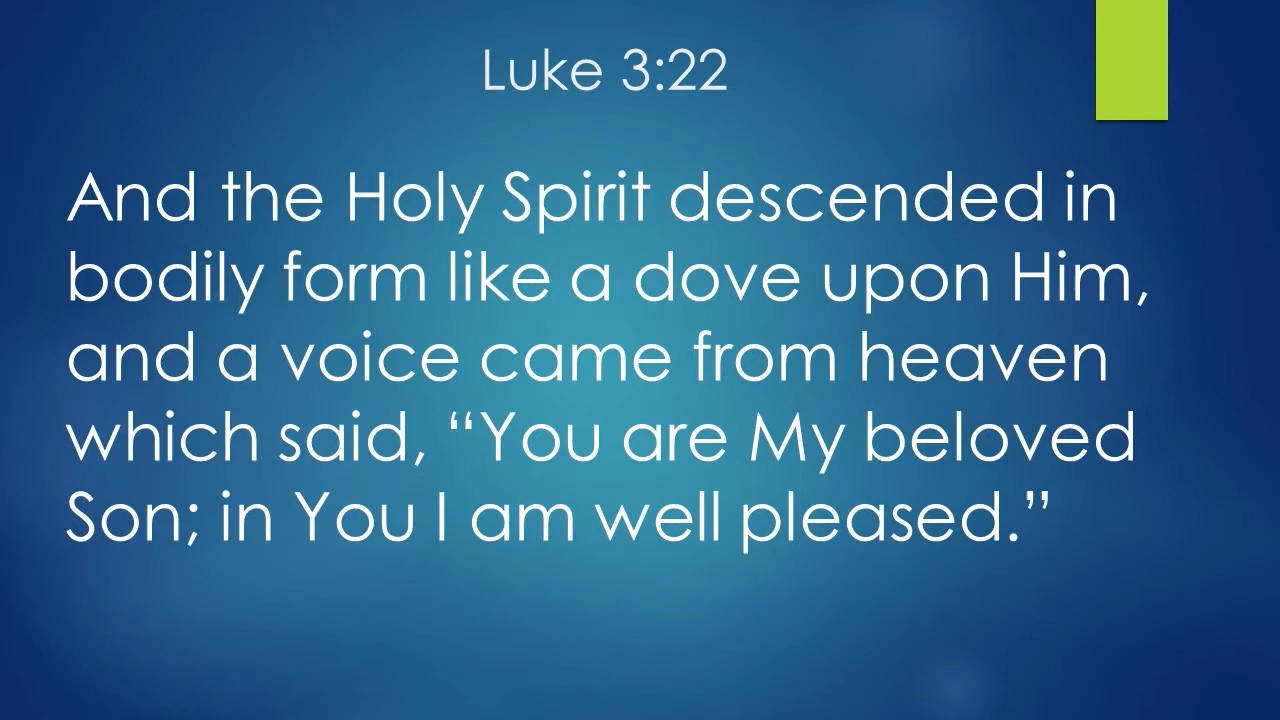 Luke 3:22
And the Holy Spirit descended in
bodily form like a dove upon Him,
and a voice came from heaven
which said, “You are My beloved
Son; in You I am well pleased.”